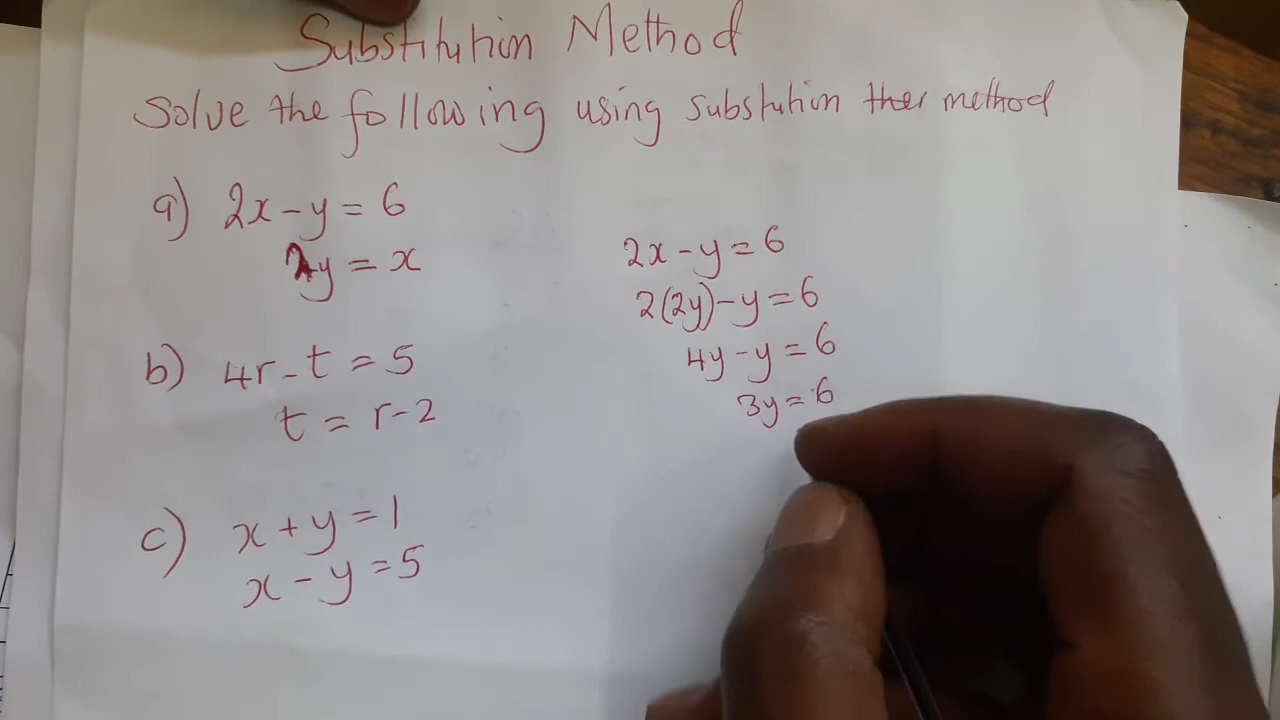 Substitution Method
Solve the following using substution ther method
a) 2x - y = 6
2y = x
b) 4r - t = 5
t = r - 2
c) x + y = 1
x - y = 5
2x - y = 6
2(2y) - y = 6
4y - y = 6
3y = 6